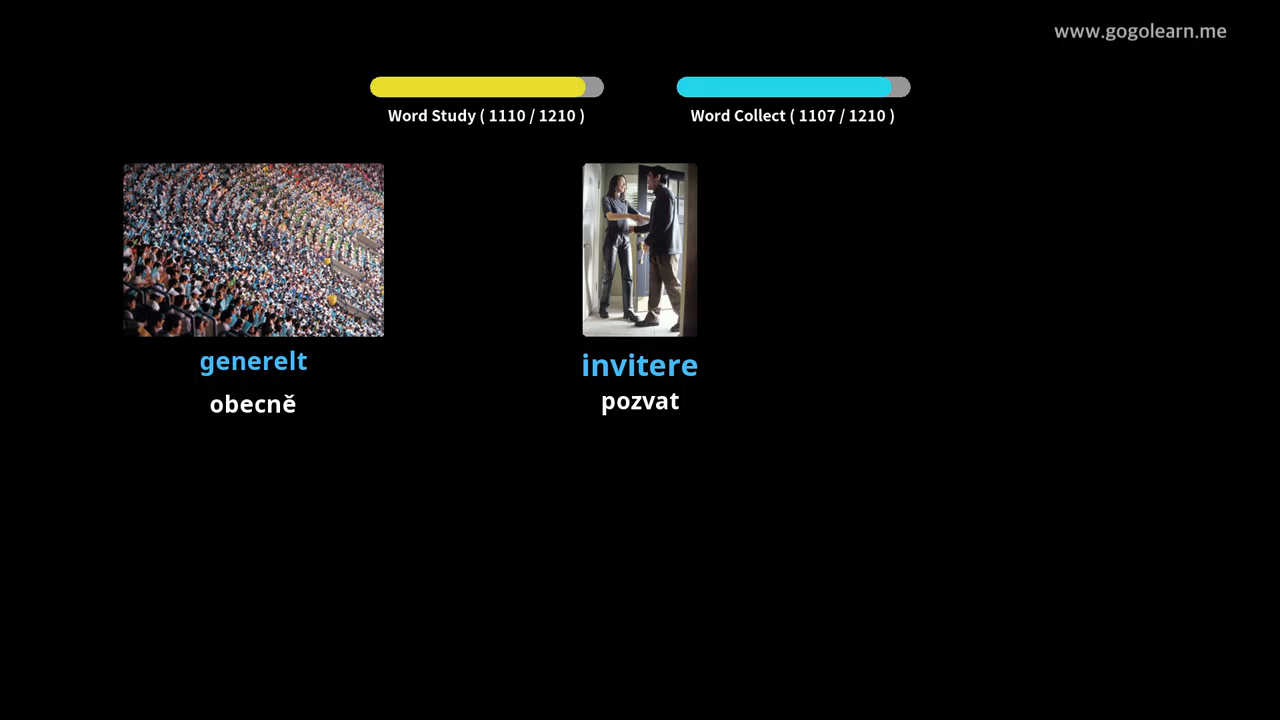 www.gogolearn.me
Word Study ( 1110 / 1210 )
Word Collect ( 1107 / 1210 )
generelt
obecně
invitere
pozvat